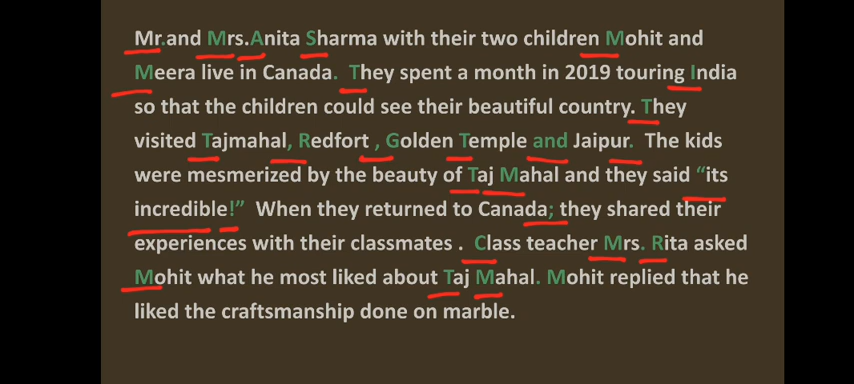 Mr.and Mrs.Anita Sharma with their two children Mohit and
Meera live in Canada. They spent a month in 2019 touring India
so that the children could see their beautiful country. They
visited Tajmahal, Redfort , Golden Temple and Jaipur. The kids
were mesmerized by the beauty of Taj Mahal and they said “its
incredible!” When they returned to Canada; they shared their
experiences with their classmates . Class teacher Mrs. Rita asked
Mohit what he most liked about Taj Mahal. Mohit replied that he
liked the craftsmanship done on marble.